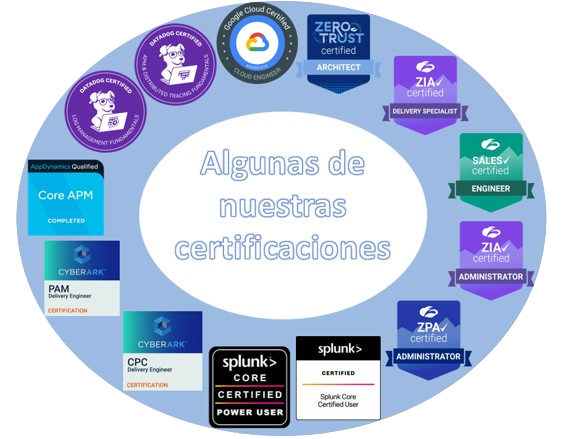 Algunas de
nuestras
certificaciones
DATADOG CERTIFIED
LOG MANAGEMENT FUNDAMENTALS
DATADOG CERTIFIED
APM & DISTRIBUTED TRACING FUNDAMENTALS
Google Cloud Certified
ASSOCIATE
CLOUD ENGINEER
ZERO
TRUST
certified
ARCHITECT
ZIA
certified
DELIVERY SPECIALIST
SALES
certified
ENGINEER
ZIA
certified
ADMINISTRATOR
ZPA
certified
ADMINISTRATOR
splunk>
CERTIFIED
Splunk Core
Certified User
splunk>
CORE
CERTIFIED
POWER USER
CYBERARK
CPC
Delivery Engineer
CERTIFICATION
CYBERARK
PAM
Delivery Engineer
CERTIFICATION
AppDynamics Qualified
Core APM
COMPLETED